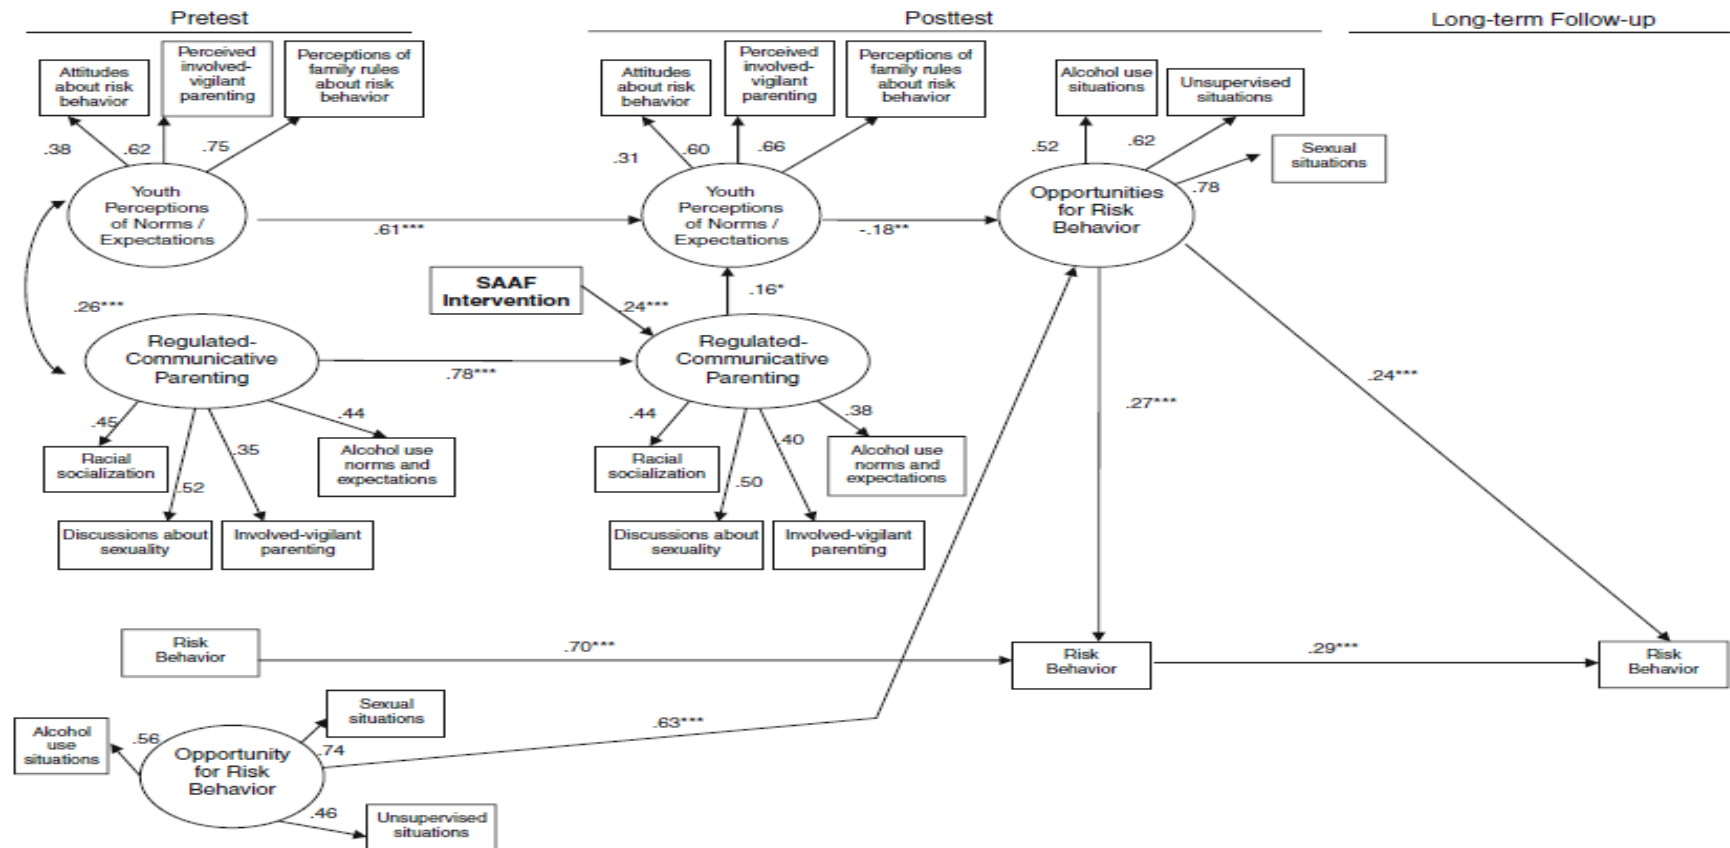 Pretest
Posttest
Long-term Follow-up
Attitudes
about risk
behavior
Perceived
involved-
vigilant
parenting
Perceptions of
family rules
about risk
behavior
Attitudes
about risk
behavior
Perceived
involved-
vigilant
parenting
Perceptions of
family rules
about risk
behavior
Alcohol use
situations
Unsupervised
situations
Sexual
situations
.38
.62
.75
.31
.60
.66
.52
.62
.78
Youth
Perceptions
of Norms /
Expectations
.61***
Youth
Perceptions
of Norms /
Expectations
-.18**
Opportunities
for Risk
Behavior
.26***
SAAF
Intervention
.24***
.16*
Regulated-
Communicative
Parenting
.78***
Regulated-
Communicative
Parenting
.27***
.24***
.45
.52
.35
.44
.44
.50
.40
.38
Racial
socialization
Alcohol use
norms and
expectations
Racial
socialization
Alcohol use
norms and
expectations
Discussions about
sexuality
Involved-vigilant
parenting
Discussions about
sexuality
Involved-vigilant
parenting
Risk
Behavior
.70***
Risk
Behavior
.29***
Risk
Behavior
Alcohol
use
situations
.56
Sexual
situations
.74
.63***
Opportunity
for Risk
Behavior
.46
Unsupervised
situations